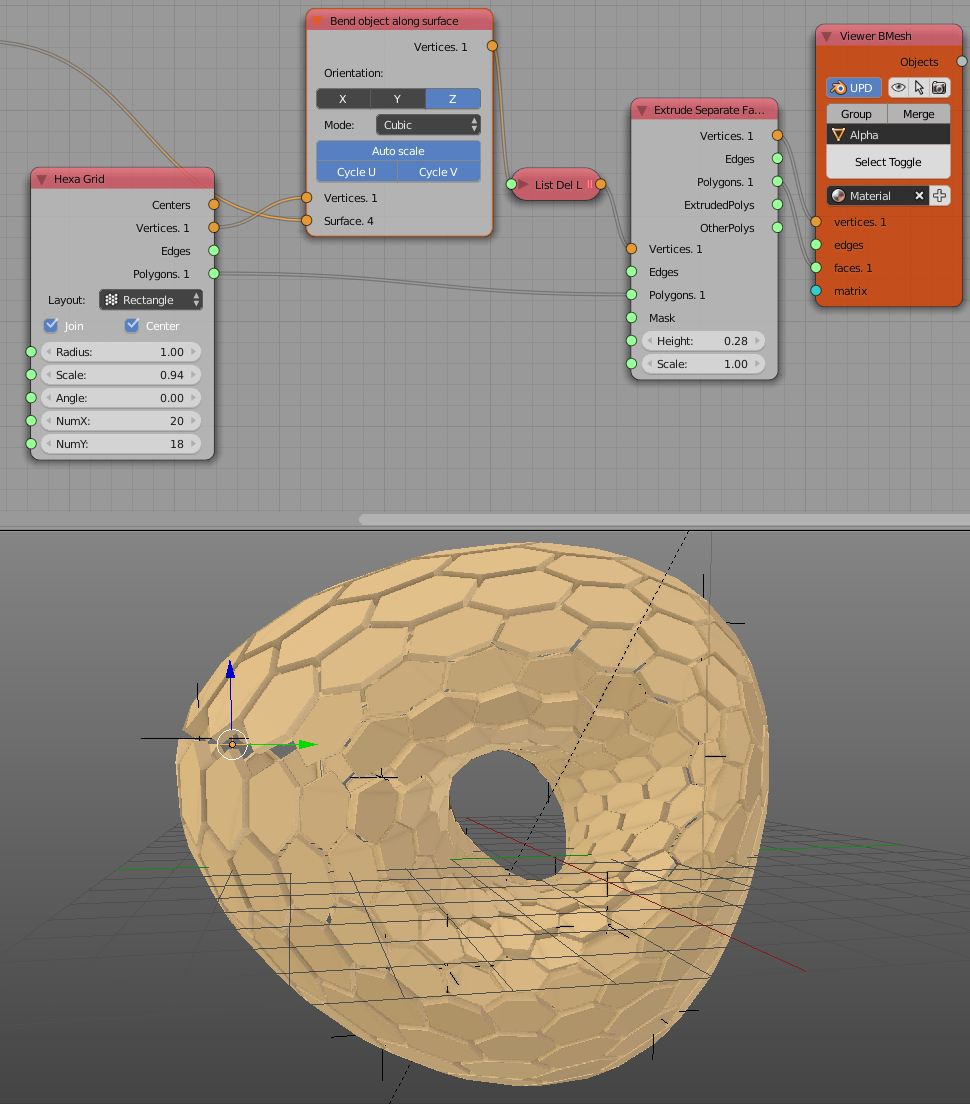 Bend object along surface
Vertices. 1
Orientation:
X Y Z
Mode: Cubic
Auto scale
Cycle U Cycle V
Vertices. 1
Surface. 4
Hexa Grid
Centers
Vertices. 1
Edges
Polygons. 1
Layout: Rectangle
Join Center
Radius: 1.00
Scale: 0.94
Angle: 0.00
NumX: 20
NumY: 18
List Del L
Extrude Separate Fa...
Vertices. 1
Edges
Polygons. 1
ExtrudedPolys
OtherPolys
Vertices. 1
Edges
Polygons. 1
Mask
Height: 0.28
Scale: 1.00
Viewer BMesh
Objects
UPD
Group Merge
Alpha
Select Toggle
Material
vertices. 1
edges
faces. 1
matrix